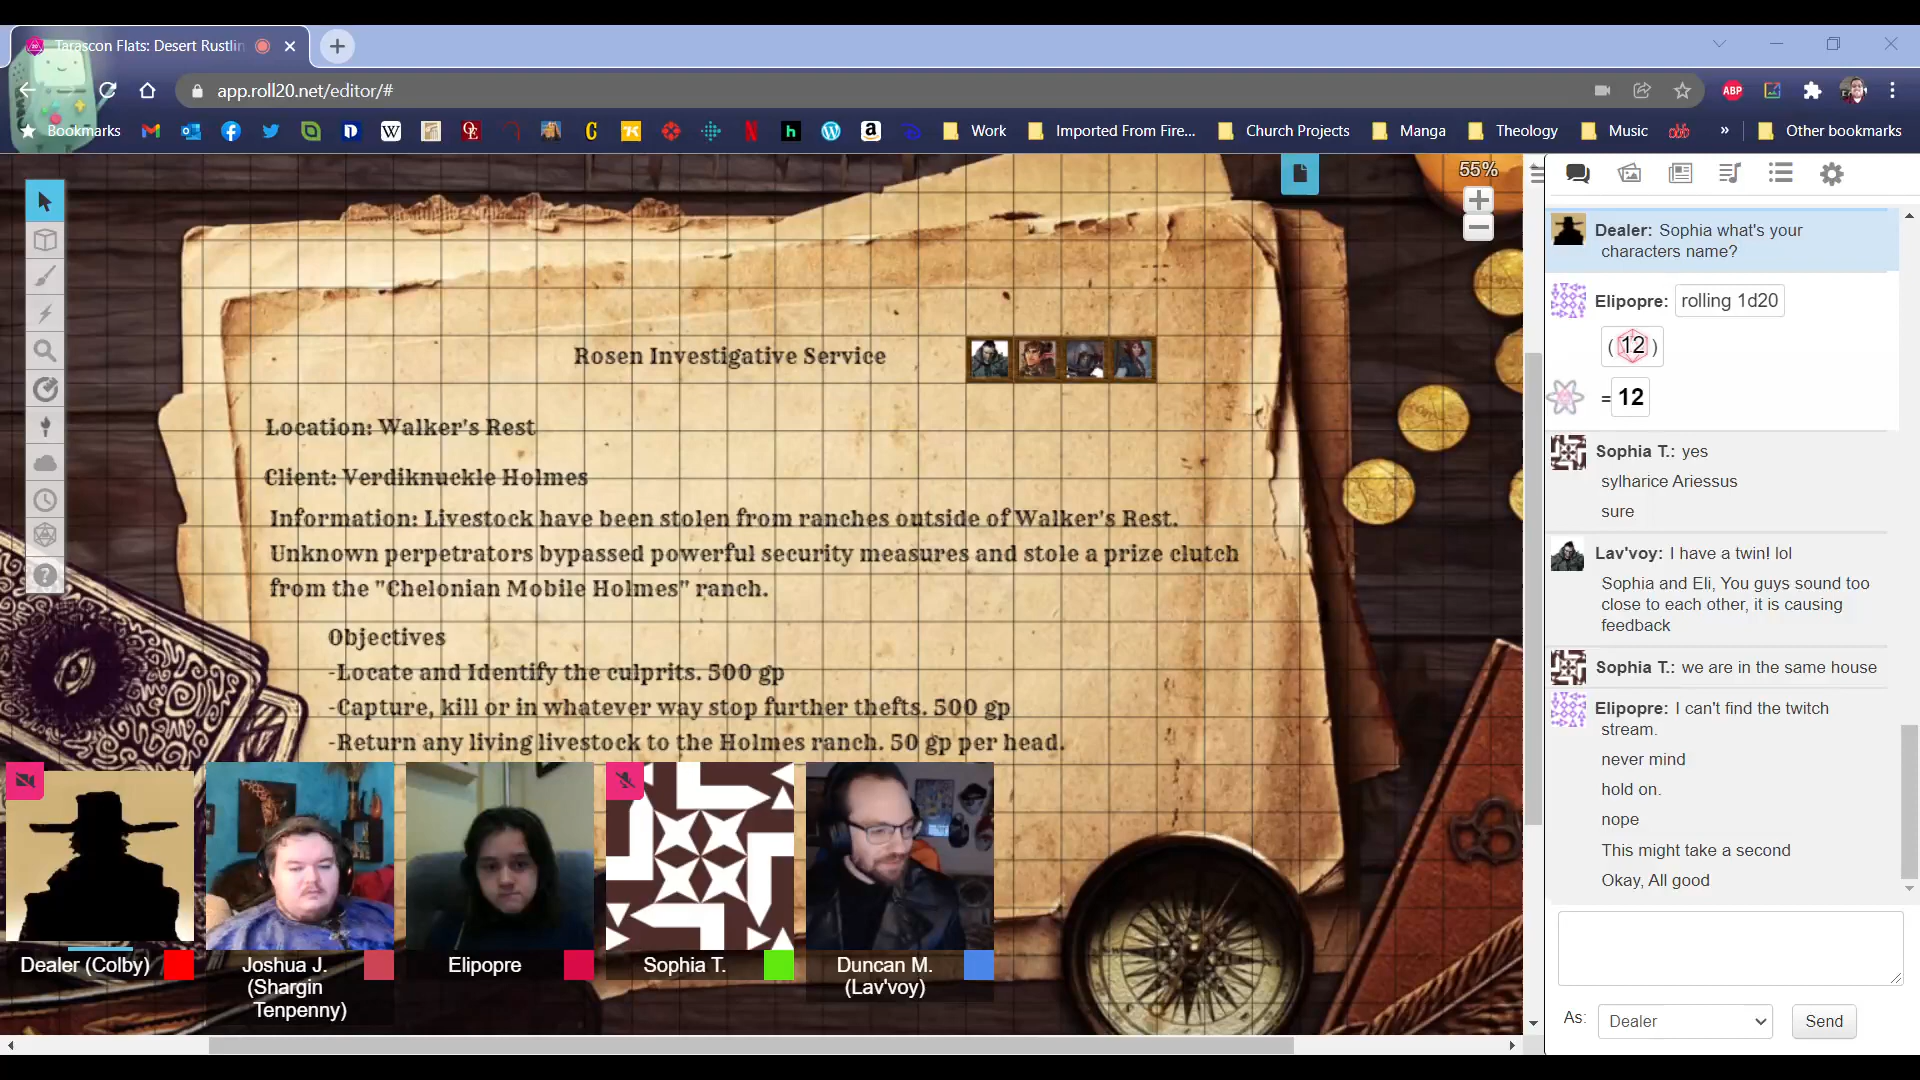 Tarascon Flats: Desert Rustlin
app.roll20.net/editor/#
ABP
Bookmarks
Work
Imported From Fire...
Church Projects
Manga
Theology
Music
»
Other bookmarks
55%
Rosen Investigative Service
Location: Walker's Rest
Client: Verdiknuckle Holmes
Information: Livestock have been stolen from ranches outside of Walker's Rest.
Unknown perpetrators bypassed powerful security measures and stole a prize clutch
from the "Chelonian Mobile Holmes" ranch.
Objectives
-Locate and Identify the culprits. 500 gp
-Capture, kill or in whatever way stop further thefts. 500 gp
-Return any living livestock to the Holmes ranch. 50 gp per head.
Dealer (Colby)
Joshua J.
(Shargin
Tenpenny)
Elipopre
Sophia T.
Duncan M.
(Lav'voy)
Dealer: Sophia what's your
characters name?
Elipopre: rolling 1d20
(12)
=12
Sophia T.: yes
sylharice Ariessus
sure
Lav'voy: I have a twin! lol
Sophia and Eli, You guys sound too
close to each other, it is causing
feedback
Sophia T.: we are in the same house
Elipopre: I can't find the twitch
stream.
never mind
hold on.
nope
This might take a second
Okay, All good
As:
Dealer
Send